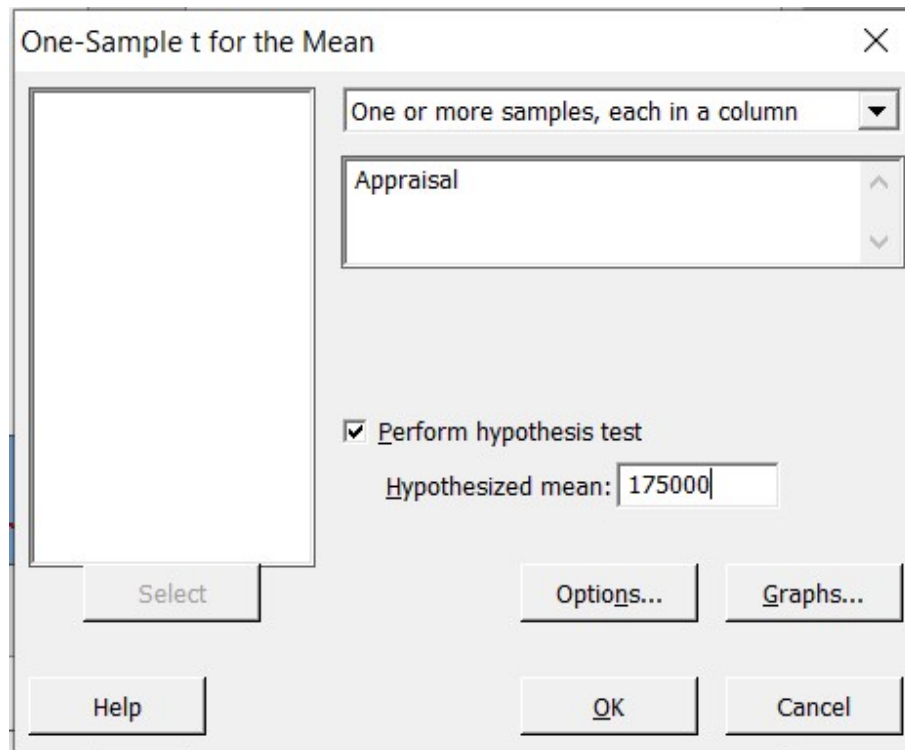 One-Sample t for the Mean
One or more samples, each in a column
Appraisal
Perform hypothesis test
Hypothesized mean: 175000
Select
Options...
Graphs...
Help
OK
Cancel